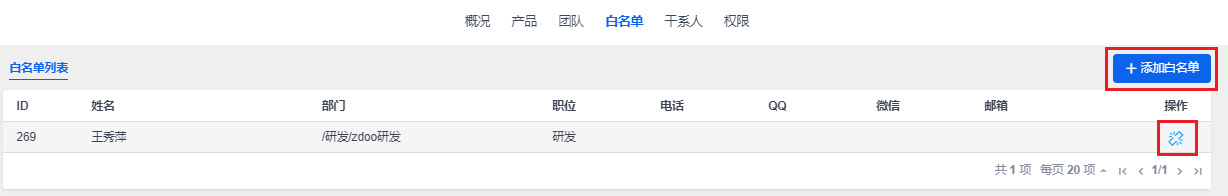 概况 产品 团队 白名单 干系人 权限
白名单列表 添加白名单
ID 姓名 部门 职位 电话 QQ 微信 邮箱 操作
269 王秀萍 /研发/zdoo研发 研发
共 1 项 每页 20 项 1/1